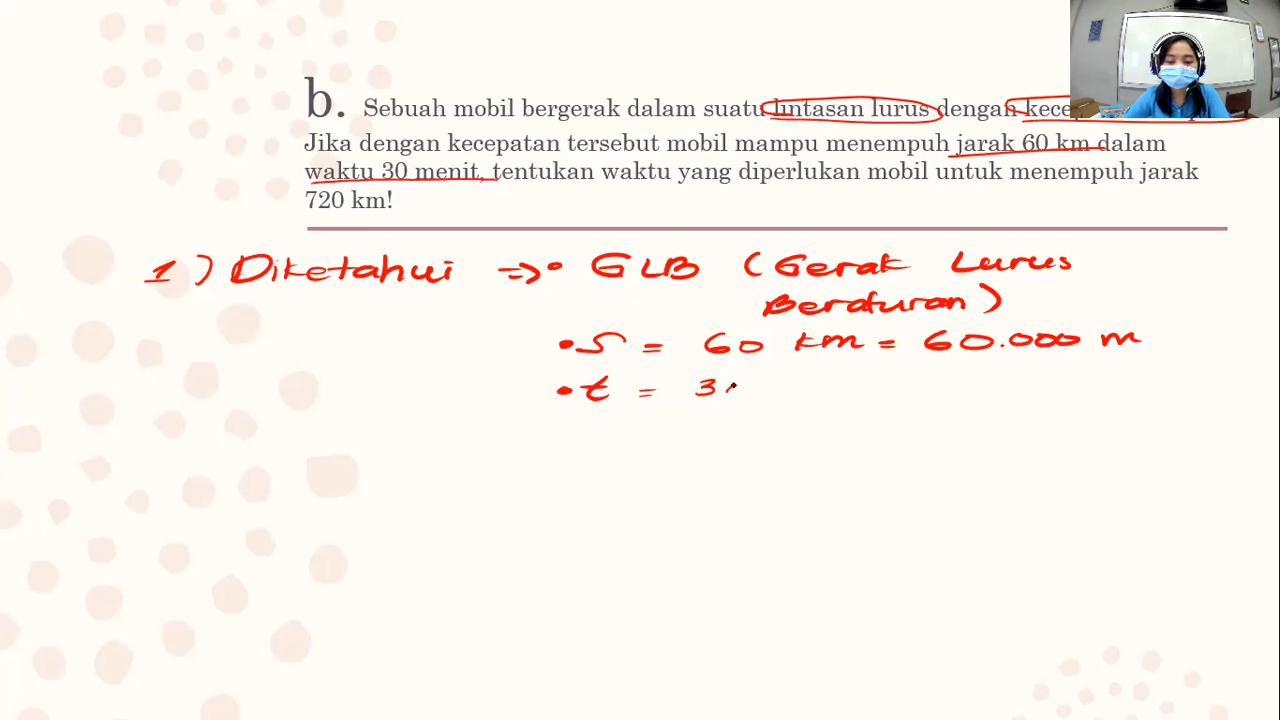 b. Sebuah mobil bergerak dalam suatu lintasan lurus dengan
Jika dengan kecepatan tersebut mobil mampu menempuh jarak 60 km dalam
waktu 30 menit, tentukan waktu yang diperlukan mobil untuk menempuh jarak
720 km!
1) Diketahui => • GLB (Gerak Lurus
Beraturan)
• S = 60 km = 60.000 m
• t = 3